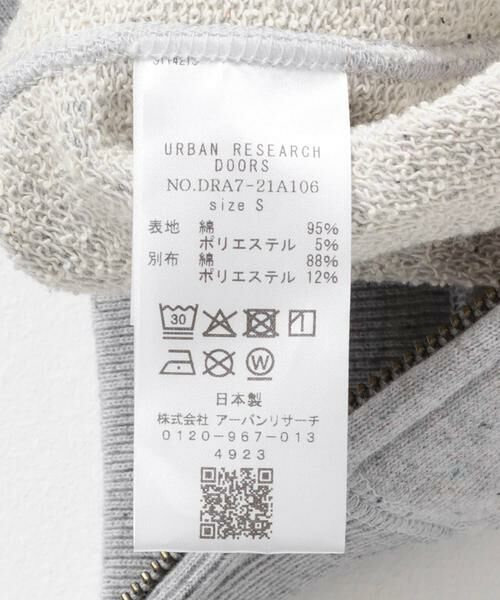 URBAN RESEARCH
DOORS
NO.DRA7-21A106
size S
表地 綿 95%
ポリエステル 5%
別布 綿 88%
ポリエステル 12%
30
W
日本製
株式会社 アーバンリサーチ
0120-967-013
4923